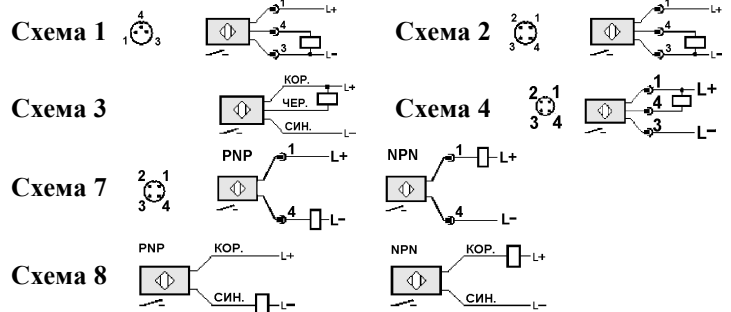 Схема 1 4 1 3 1 L+ 4 3 L-
Схема 2 2 1 3 4 1 L+ 4 3 L-
Схема 3 КОР. L+ ЧЕР. СИН. L-
Схема 4 2 1 3 4 1 L+ 4 3 L-
Схема 7 2 1 3 4 PNP 1 L+ 4 L- NPN 1 L+ 4 L-
Схема 8 PNP КОР. L+ СИН. L- NPN КОР. L+ СИН. L-